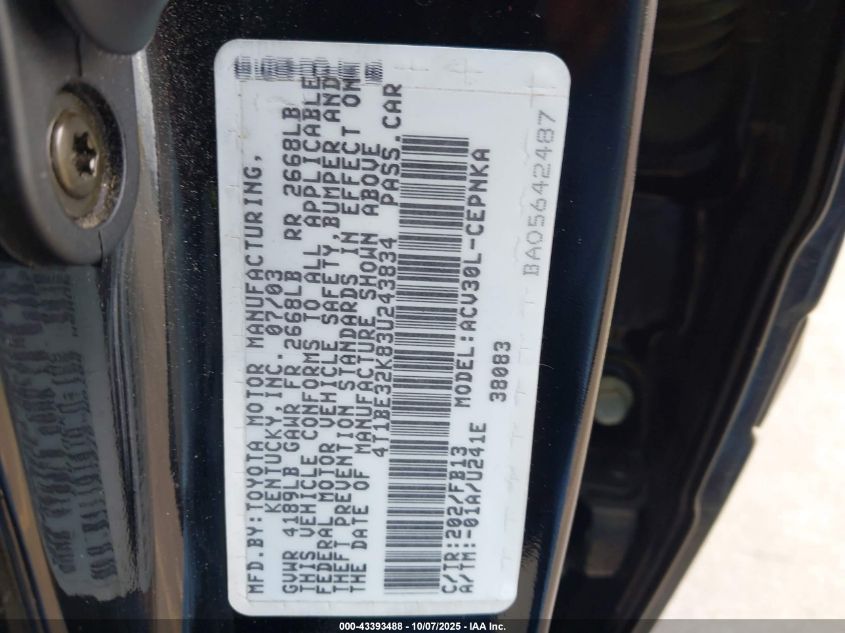 MFD.BY:TOYOTA MOTOR MANUFACTURING,
KENTUCKY,INC. 07/03
GVWR 4189LB GAWR FR 2668LB RR 2668LB
THIS VEHICLE CONFORMS TO ALL APPLICABLE
FEDERAL MOTOR VEHICLE SAFETY,BUMPER AND
THEFT PREVENTION STANDARDS IN EFFECT ON
THE DATE OF MANUFACTURE SHOWN ABOVE.
4T1BE32K83U243834 PASS.CAR
C/TR:202/FB13 MODEL:ACV30L-CEPNKA
A/TM:-01A/U241E 38083
BA05642487
000-43393488 - 10/07/2025 - IAA Inc.